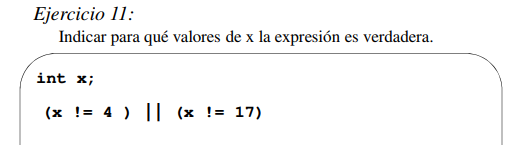 Ejercicio 11:
Indicar para qué valores de x la expresión es verdadera.
int x;
(x != 4 ) || (x != 17)